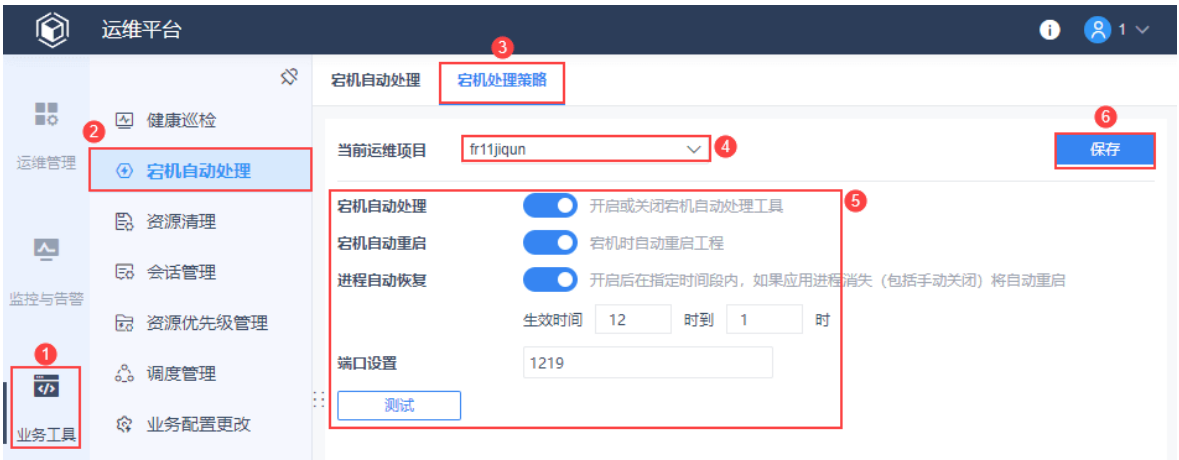 运维平台
i
1
3
宕机自动处理 宕机处理策略
运维管理
监控与告警
1
业务工具
健康巡检
2
宕机自动处理
资源清理
会话管理
资源优先级管理
调度管理
业务配置更改
6
当前运维项目 fr11jiqun 4 保存
5
宕机自动处理 开启或关闭宕机自动处理工具
宕机自动重启 宕机时自动重启工程
进程自动恢复 开启后在指定时间段内，如果应用进程消失（包括手动关闭）将自动重启
生效时间 12 时到 1 时
端口设置 1219
测试